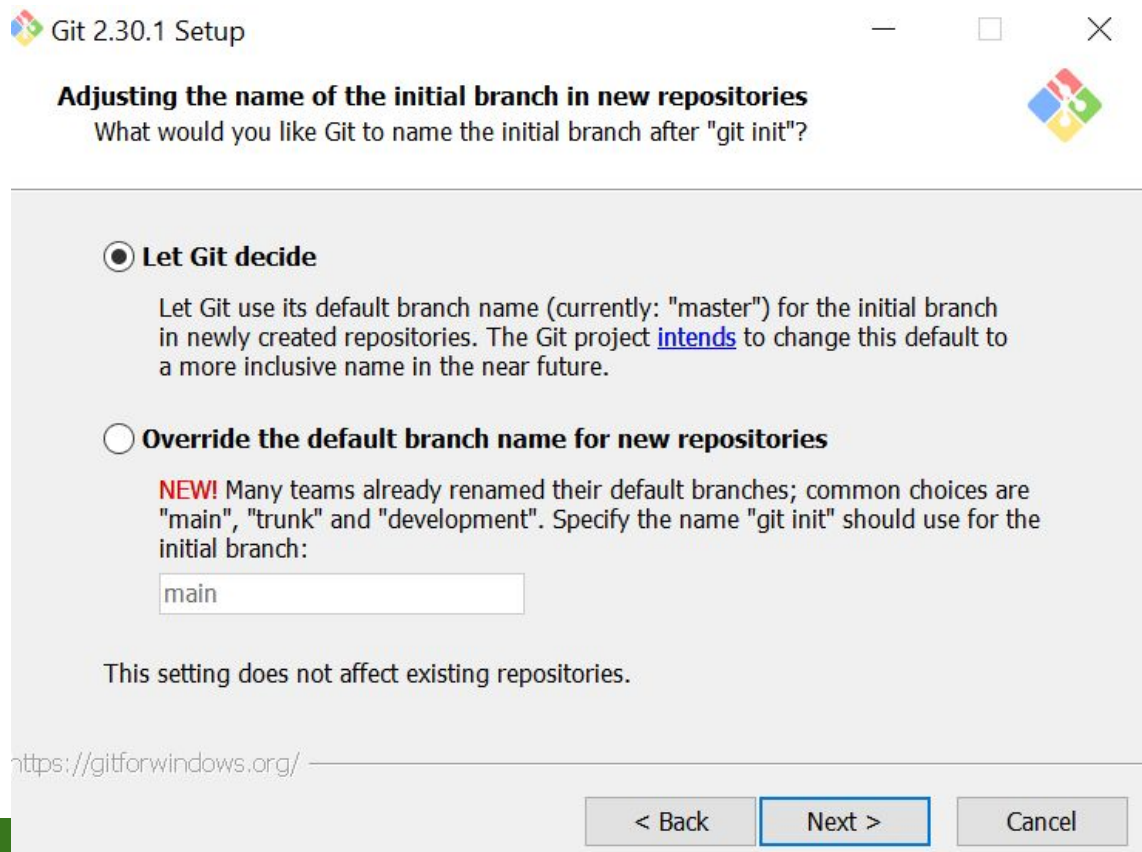 Git 2.30.1 Setup
Adjusting the name of the initial branch in new repositories
What would you like Git to name the initial branch after "git init"?
Let Git decide
Let Git use its default branch name (currently: "master") for the initial branch
in newly created repositories. The Git project intends to change this default to
a more inclusive name in the near future.
Override the default branch name for new repositories
NEW! Many teams already renamed their default branches; common choices are
"main", "trunk" and "development". Specify the name "git init" should use for the
initial branch:
main
This setting does not affect existing repositories.
https://gitforwindows.org/
< Back Next > Cancel